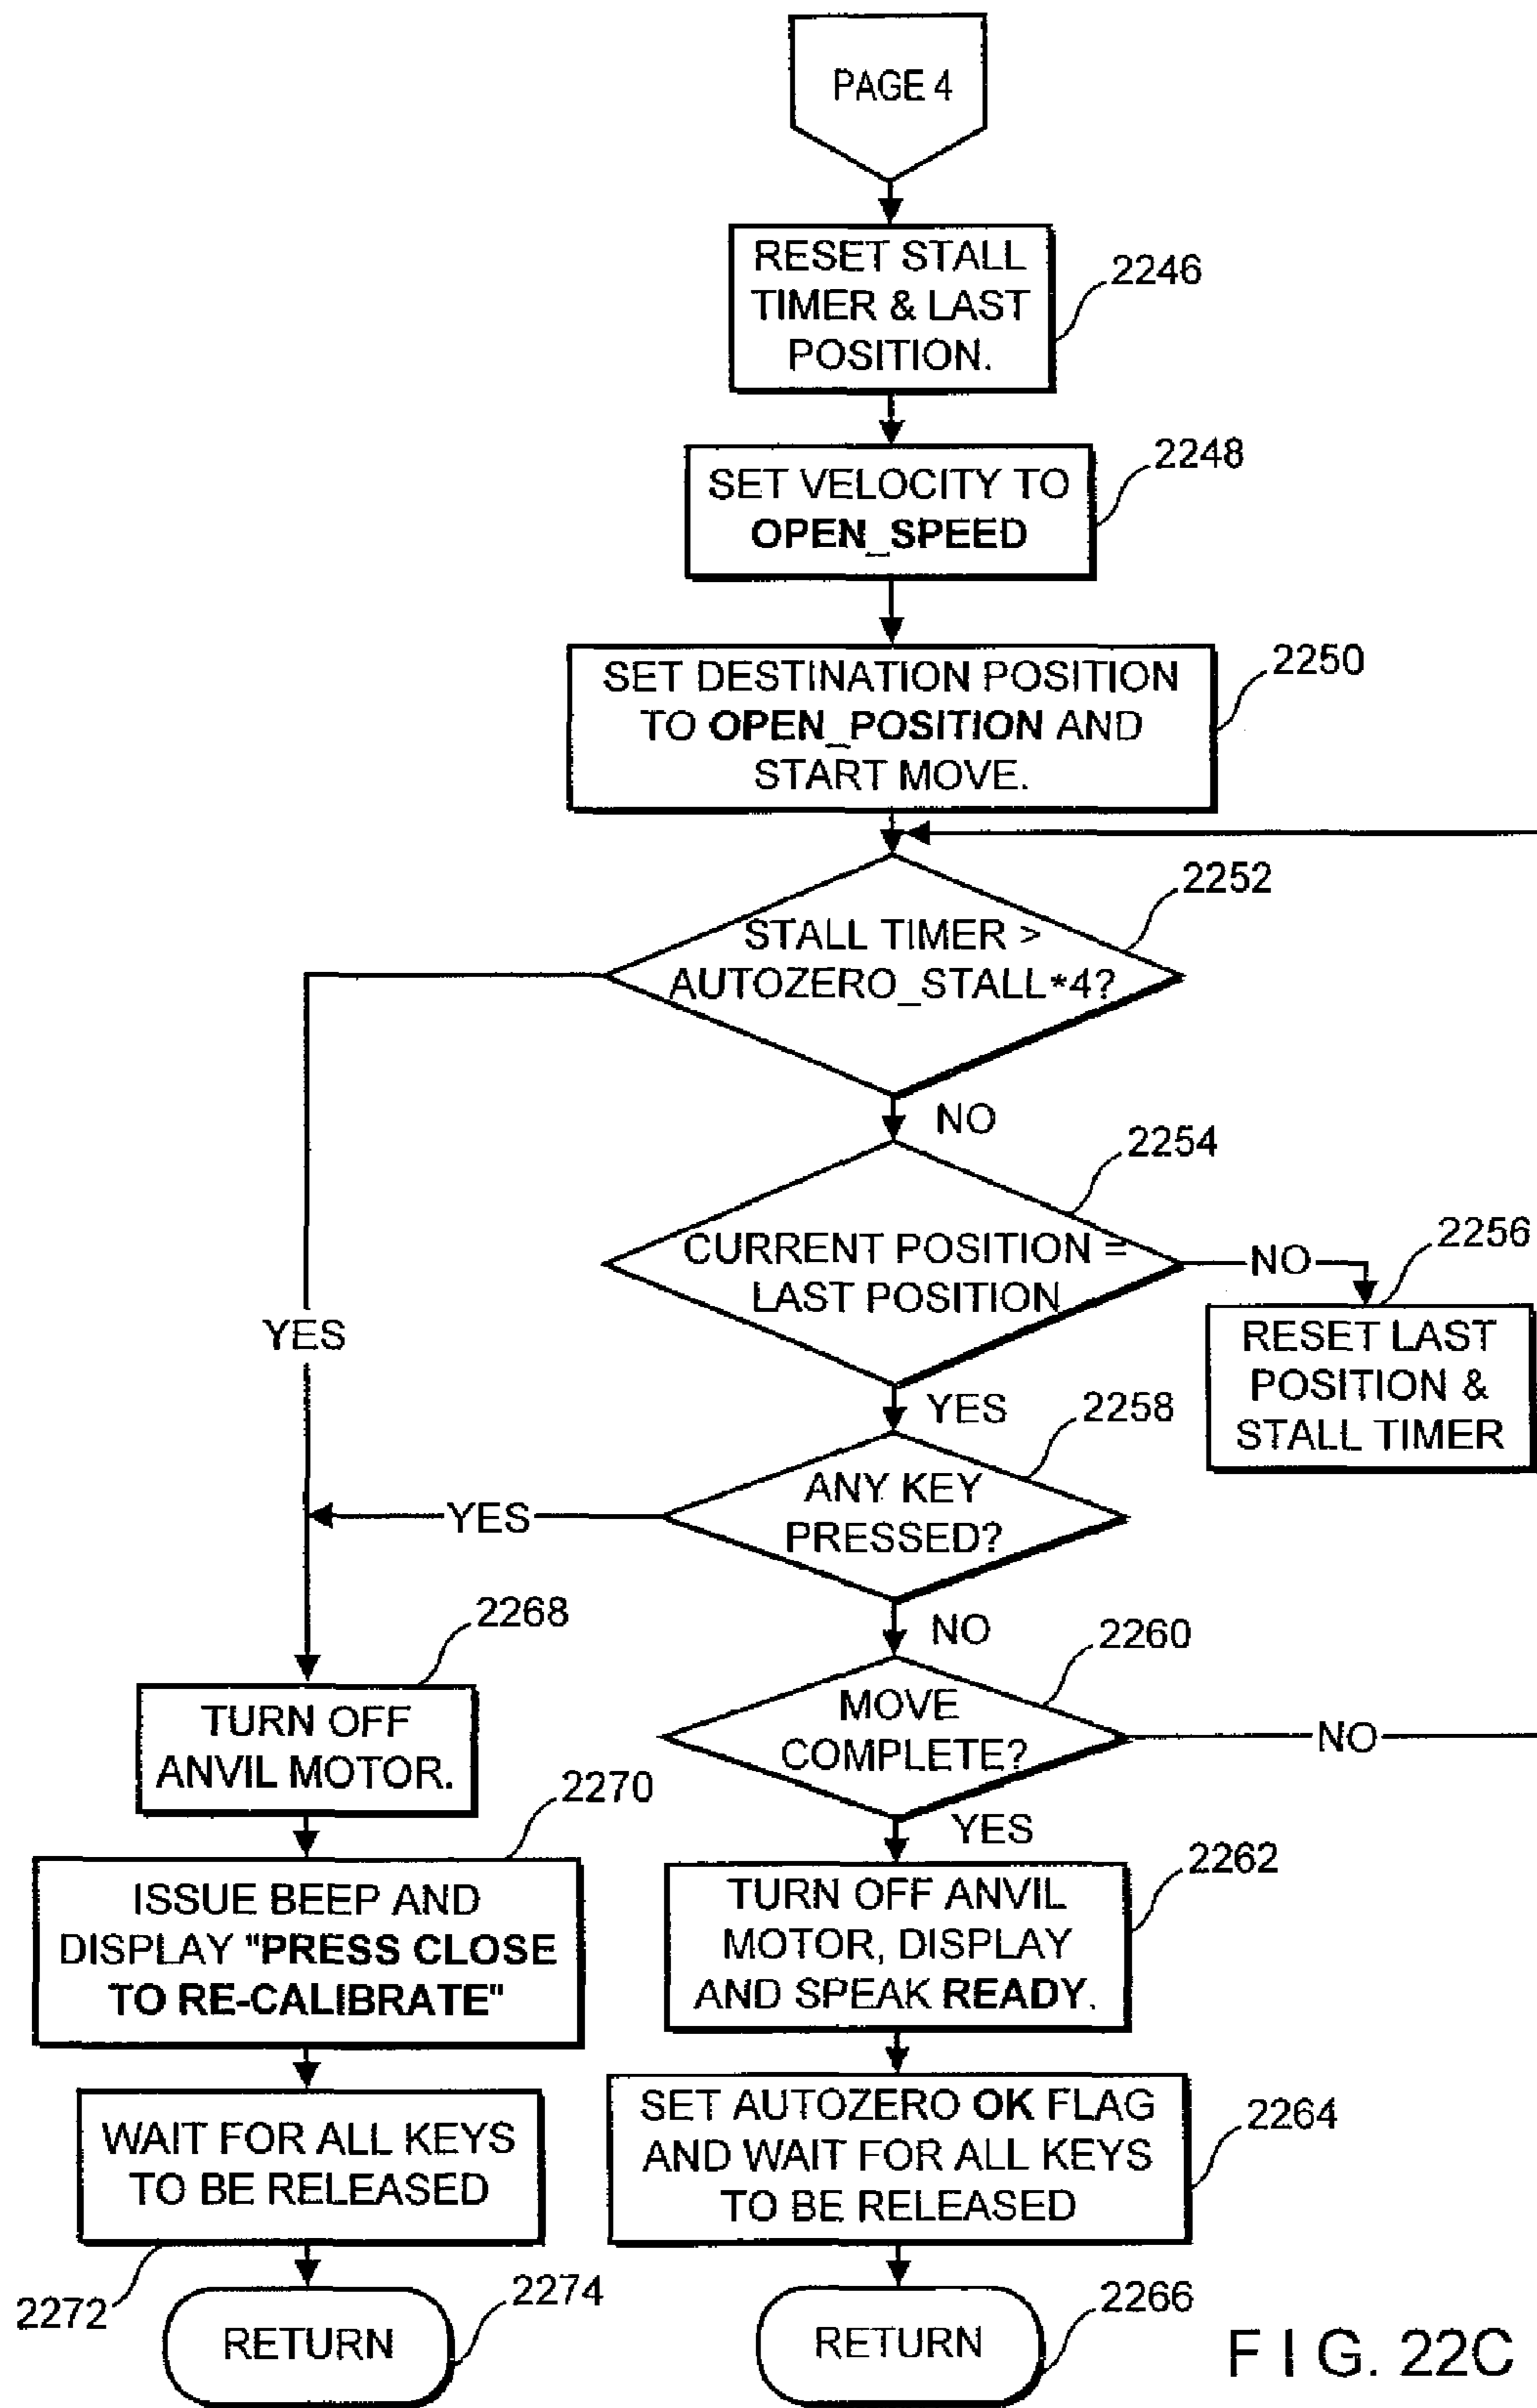 PAGE 4
RESET STALL
TIMER & LAST
POSITION.
2246
SET VELOCITY TO
OPEN_SPEED
2248
SET DESTINATION POSITION
TO OPEN_POSITION AND
START MOVE.
2250
STALL TIMER >
AUTOZERO_STALL*4?
2252
YES
NO
CURRENT POSITION =
LAST POSITION
2254
NO
RESET LAST
POSITION &
STALL TIMER
2256
YES
ANY KEY
PRESSED?
2258
YES
NO
MOVE
COMPLETE?
2260
NO
YES
TURN OFF
ANVIL MOTOR.
2268
ISSUE BEEP AND
DISPLAY "PRESS CLOSE
TO RE-CALIBRATE"
2270
WAIT FOR ALL KEYS
TO BE RELEASED
2272
RETURN
2274
TURN OFF ANVIL
MOTOR, DISPLAY
AND SPEAK READY.
2262
SET AUTOZERO OK FLAG
AND WAIT FOR ALL KEYS
TO BE RELEASED
2264
RETURN
2266
FIG. 22C